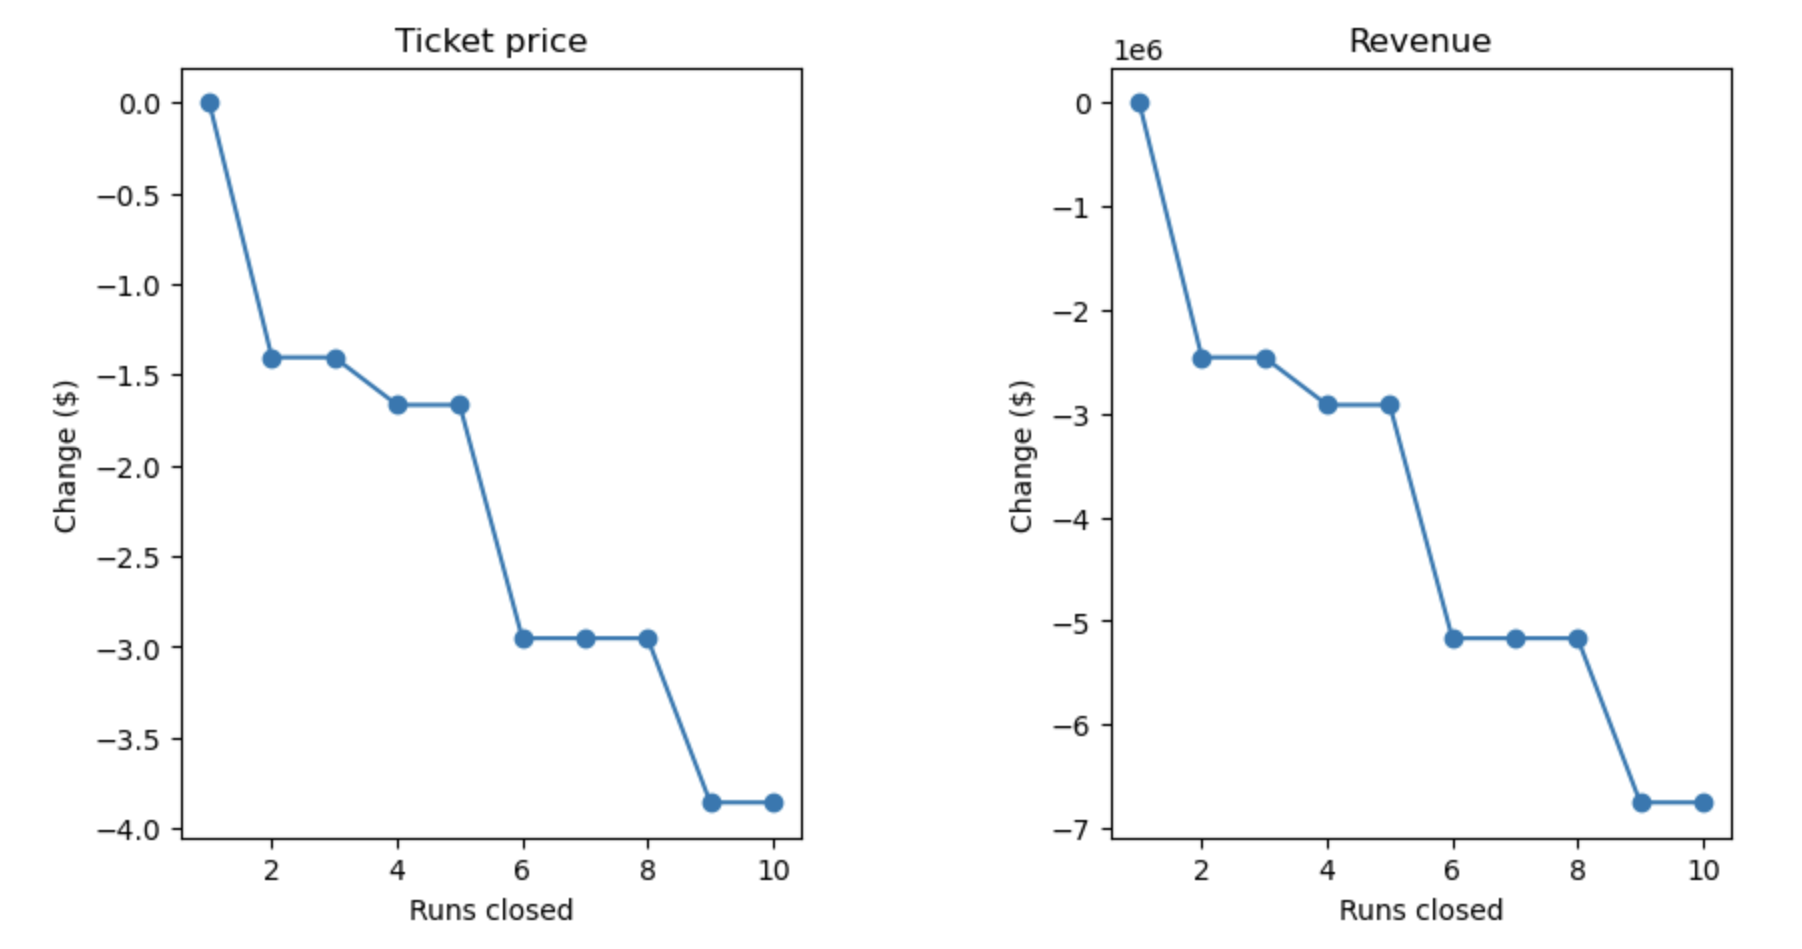 Ticket price
0.0
−0.5
−1.0
−1.5
−2.0
−2.5
−3.0
−3.5
−4.0
Change ($)
2 4 6 8 10
Runs closed
Revenue
1e6
0
−1
−2
−3
−4
−5
−6
−7
Change ($)
2 4 6 8 10
Runs closed